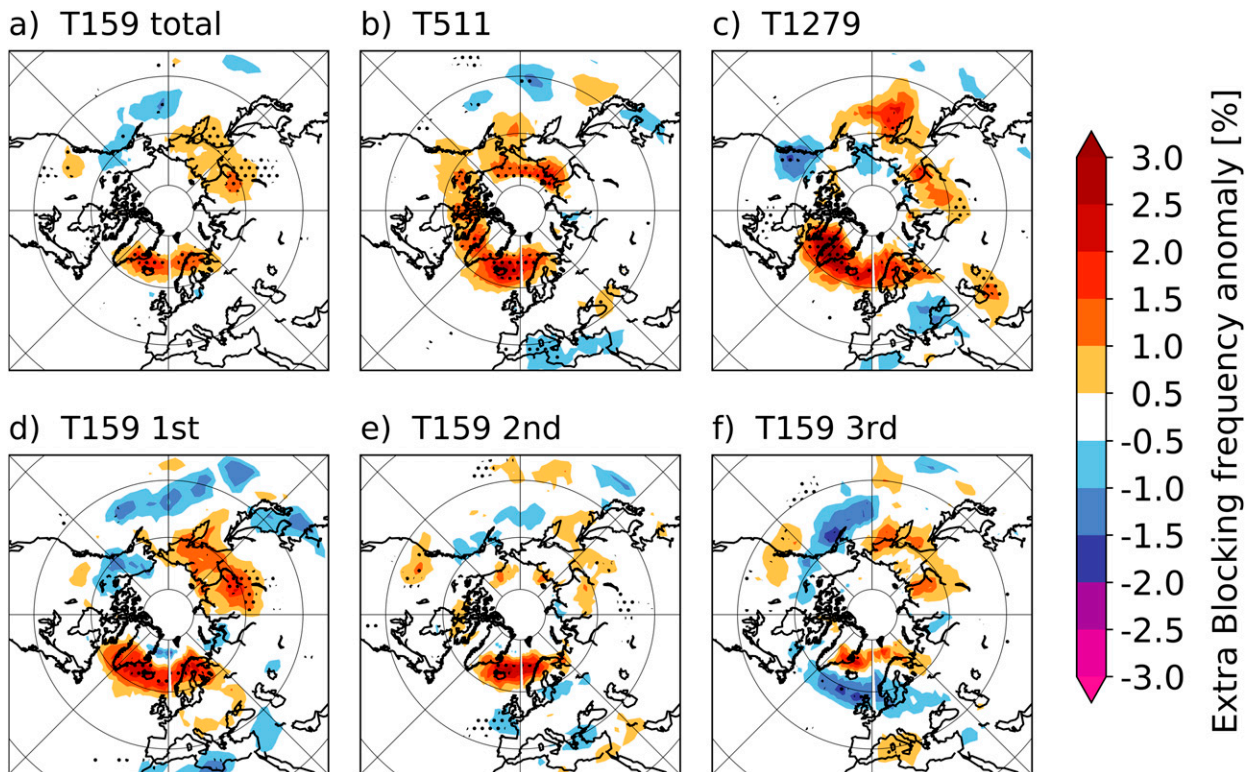 a) T159 total
b) T511
c) T1279
d) T159 1st
e) T159 2nd
f) T159 3rd
3.0
2.5
2.0
1.5
1.0
0.5
-0.5
-1.0
-1.5
-2.0
-2.5
-3.0
Extra Blocking frequency anomaly [%]